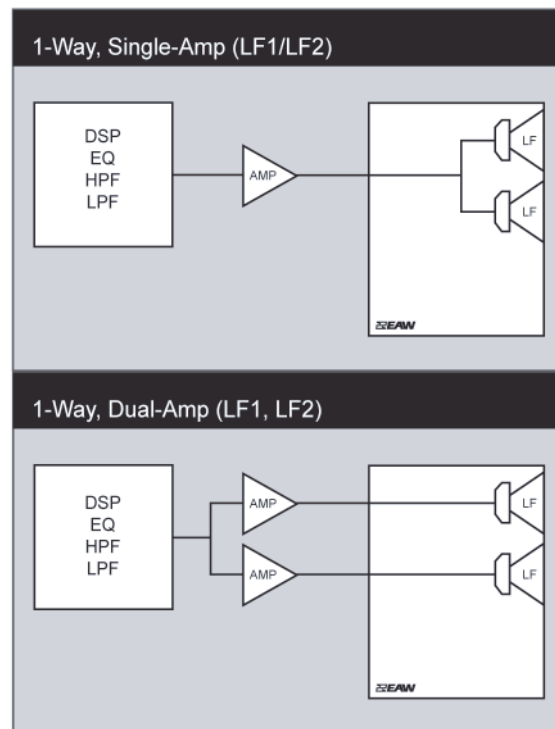 1-Way, Single-Amp (LF1/LF2)
DSP
EQ
HPF
LPF
AMP
LF
LF
EAW
1-Way, Dual-Amp (LF1, LF2)
DSP
EQ
HPF
LPF
AMP
AMP
LF
LF
EAW